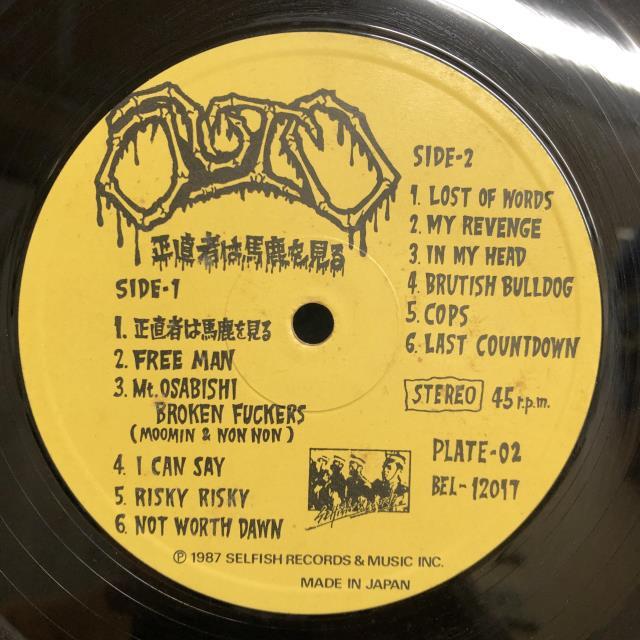 正直者は馬鹿を見る
SIDE-1
1. 正直者は馬鹿を見る
2. FREE MAN
3. Mt. OSABISHI
BROKEN FUCKERS
(MOOMIN & NON NON)
4. I CAN SAY
5. RISKY RISKY
6. NOT WORTH DAWN
SIDE-2
1. LOST OF WORDS
2. MY REVENGE
3. IN MY HEAD
4. BRUTISH BULLDOG
5. COPS
6. LAST COUNTDOWN
STEREO 45 r.p.m.
PLATE-02
BEL-12017
Ⓟ 1987 SELFISH RECORDS & MUSIC INC.
MADE IN JAPAN